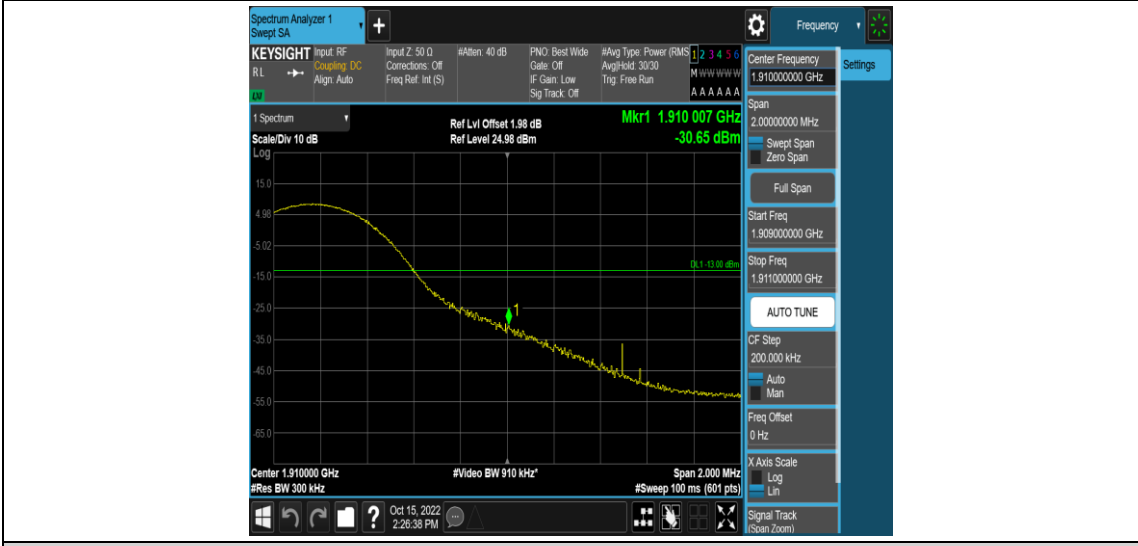 Spectrum Analyzer 1
Swept SA
+
Frequency
KEYSIGHT
RL
Input: RF
Coupling: DC
Align: Auto
Input Z: 50 Ω
Corrections: Off
Freq Ref: Int (S)
#Atten: 40 dB
PNO: Best Wide
Gate: Off
IF Gain: Low
Sig Track: Off
#Avg Type: Power (RMS
Avg|Hold: 30/30
Trig: Free Run
1 2 3 4 5 6
M W W W W W
A A A A A A
1 Spectrum
Scale/Div 10 dB
Log
Ref Lvl Offset 1.98 dB
Ref Level 24.98 dBm
Mkr1 1.910 007 GHz
-30.65 dBm
15.0
4.98
-5.02
-15.0
-25.0
-35.0
-45.0
-55.0
-65.0
DL1 -13.00 dBm
1
Center 1.91000 GHz
#Res BW 300 kHz
#Video BW 910 kHz*
Span 2.000 MHz
#Sweep 100 ms (601 pts)
Oct 15, 2022
2:26:38 PM
?
Center Frequency
1.910000000 GHz
Span
2.00000000 MHz
Swept Span
Zero Span
Full Span
Start Freq
1.909000000 GHz
Stop Freq
1.911000000 GHz
AUTO TUNE
CF Step
200.000 kHz
Auto
Man
Freq Offset
0 Hz
X Axis Scale
Log
Lin
Signal Track
(Span Zoom)
Settings